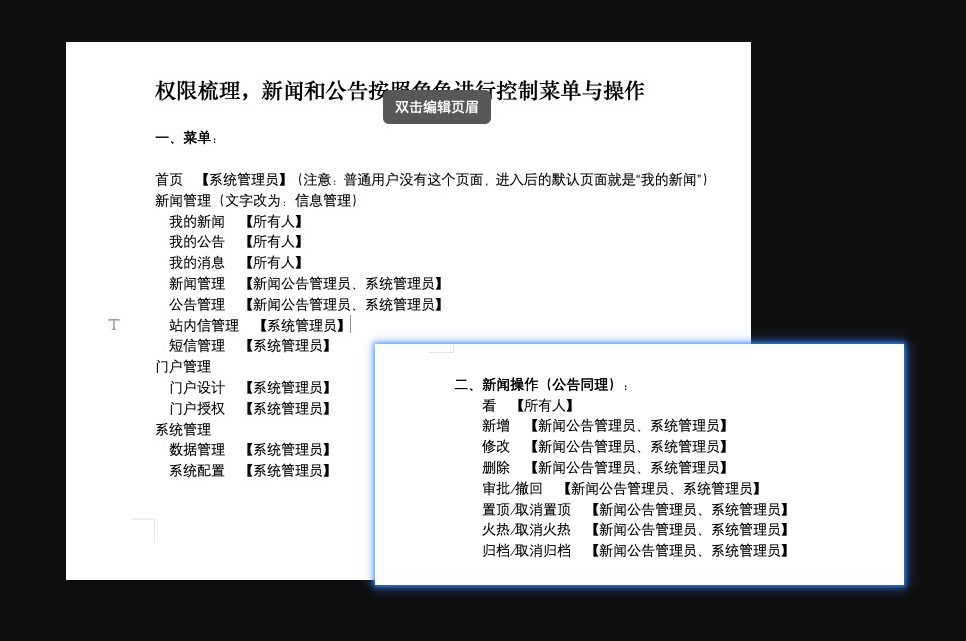 权限梳理，新闻和公告按照角色进行控制菜单与操作
双击编辑页眉
一、菜单：
首页 【系统管理员】（注意：普通用户没有这个页面，进入后的默认页面就是"我的新闻"）
新闻管理（文字改为：信息管理）
我的新闻 【所有人】
我的公告 【所有人】
我的消息 【所有人】
新闻管理 【新闻公告管理员、系统管理员】
公告管理 【新闻公告管理员、系统管理员】
站内信管理 【系统管理员】
短信管理 【系统管理员】
门户管理
门户设计 【系统管理员】
门户授权 【系统管理员】
系统管理
数据管理 【系统管理员】
系统配置 【系统管理员】
二、新闻操作（公告同理）：
看 【所有人】
新增 【新闻公告管理员、系统管理员】
修改 【新闻公告管理员、系统管理员】
删除 【新闻公告管理员、系统管理员】
审批/撤回 【新闻公告管理员、系统管理员】
置顶/取消置顶 【新闻公告管理员、系统管理员】
火热/取消火热 【新闻公告管理员、系统管理员】
归档/取消归档 【新闻公告管理员、系统管理员】